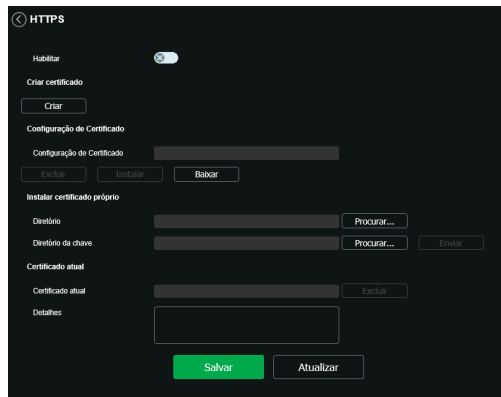 HTTPS
Habilitar
Criar certificado
Criar
Configuração de Certificado
Configuração de Certificado
Excluir Instalar Baixar
Instalar certificado próprio
Diretório Procurar...
Diretório da chave Procurar... Enviar
Certificado atual
Certificado atual Excluir
Detalhes
Salvar Atualizar